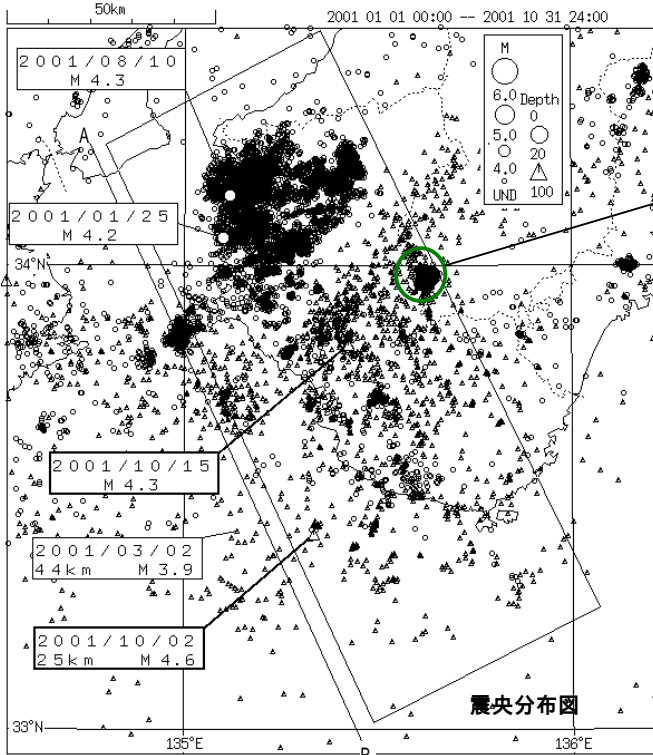 50km
2001 01 01 00:00 -- 2001 10 31 24:00
2001/08/10
M 4.3
M
6.0 Depth
0
5.0
20
4.0
UND 100
A
2001/01/25
M 4.2
34°N
2001/10/15
M 4.3
2001/03/02
44km M 3.9
2001/10/02
25km M 4.6
震央分布図
33°N
135°E
136°E
B